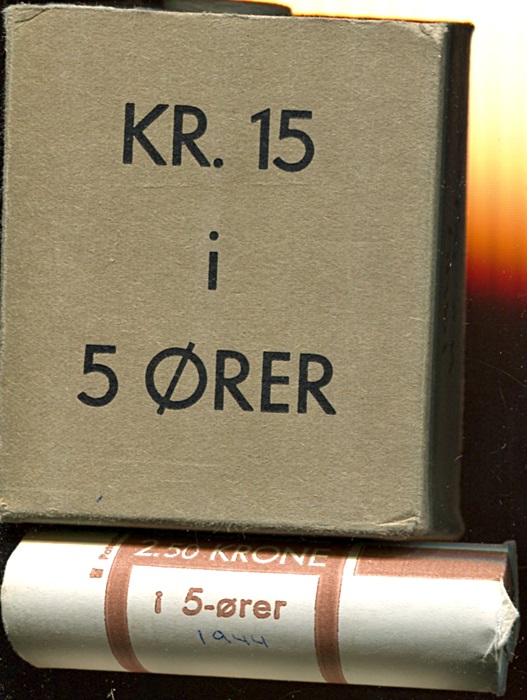 KR. 15
i
5 ØRER
2.50 KRONE
i 5-ører
1944